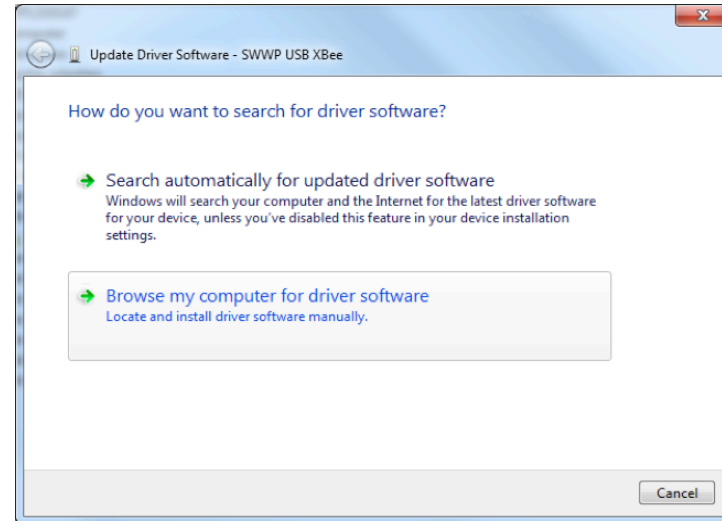 Update Driver Software - SWWP USB XBee
How do you want to search for driver software?
Search automatically for updated driver software
Windows will search your computer and the Internet for the latest driver software
for your device, unless you've disabled this feature in your device installation
settings.
Browse my computer for driver software
Locate and install driver software manually.
Cancel